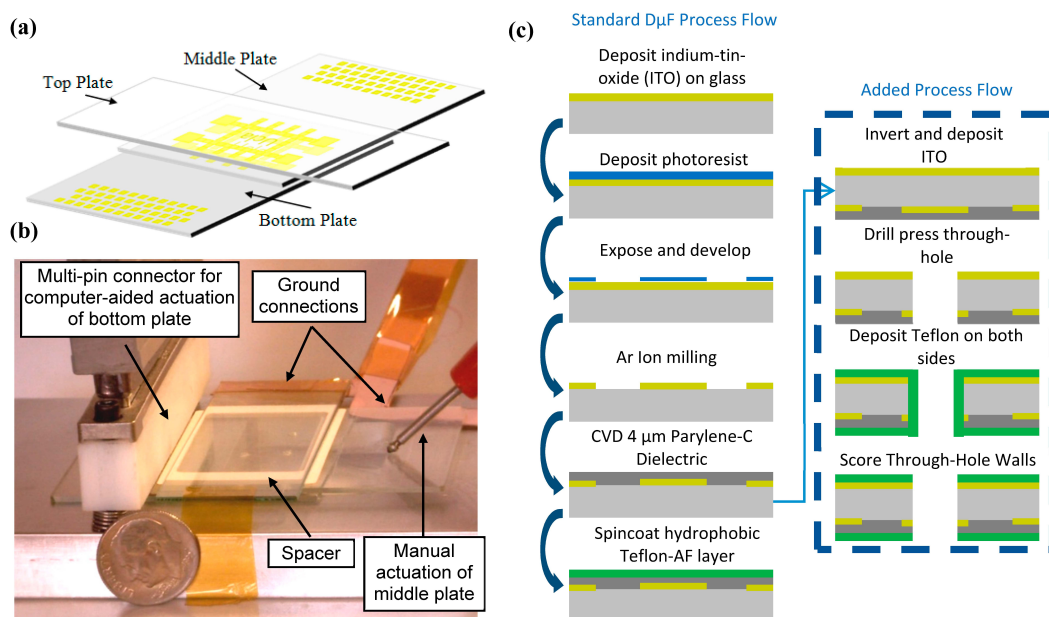 (a)
Middle Plate
Top Plate
Bottom Plate
(b)
Multi-pin connector for
computer-aided actuation
of bottom plate
Ground
connections
Spacer
Manual
actuation of
middle plate
(c)
Standard DµF Process Flow
Deposit indium-tin-
oxide (ITO) on glass
Deposit photoresist
Expose and develop
Ar Ion milling
CVD 4 µm Parylene-C
Dielectric
Spincoat hydrophobic
Teflon-AF layer
Added Process Flow
Invert and deposit
ITO
Drill press through-
hole
Deposit Teflon on both
sides
Score Through-Hole Walls